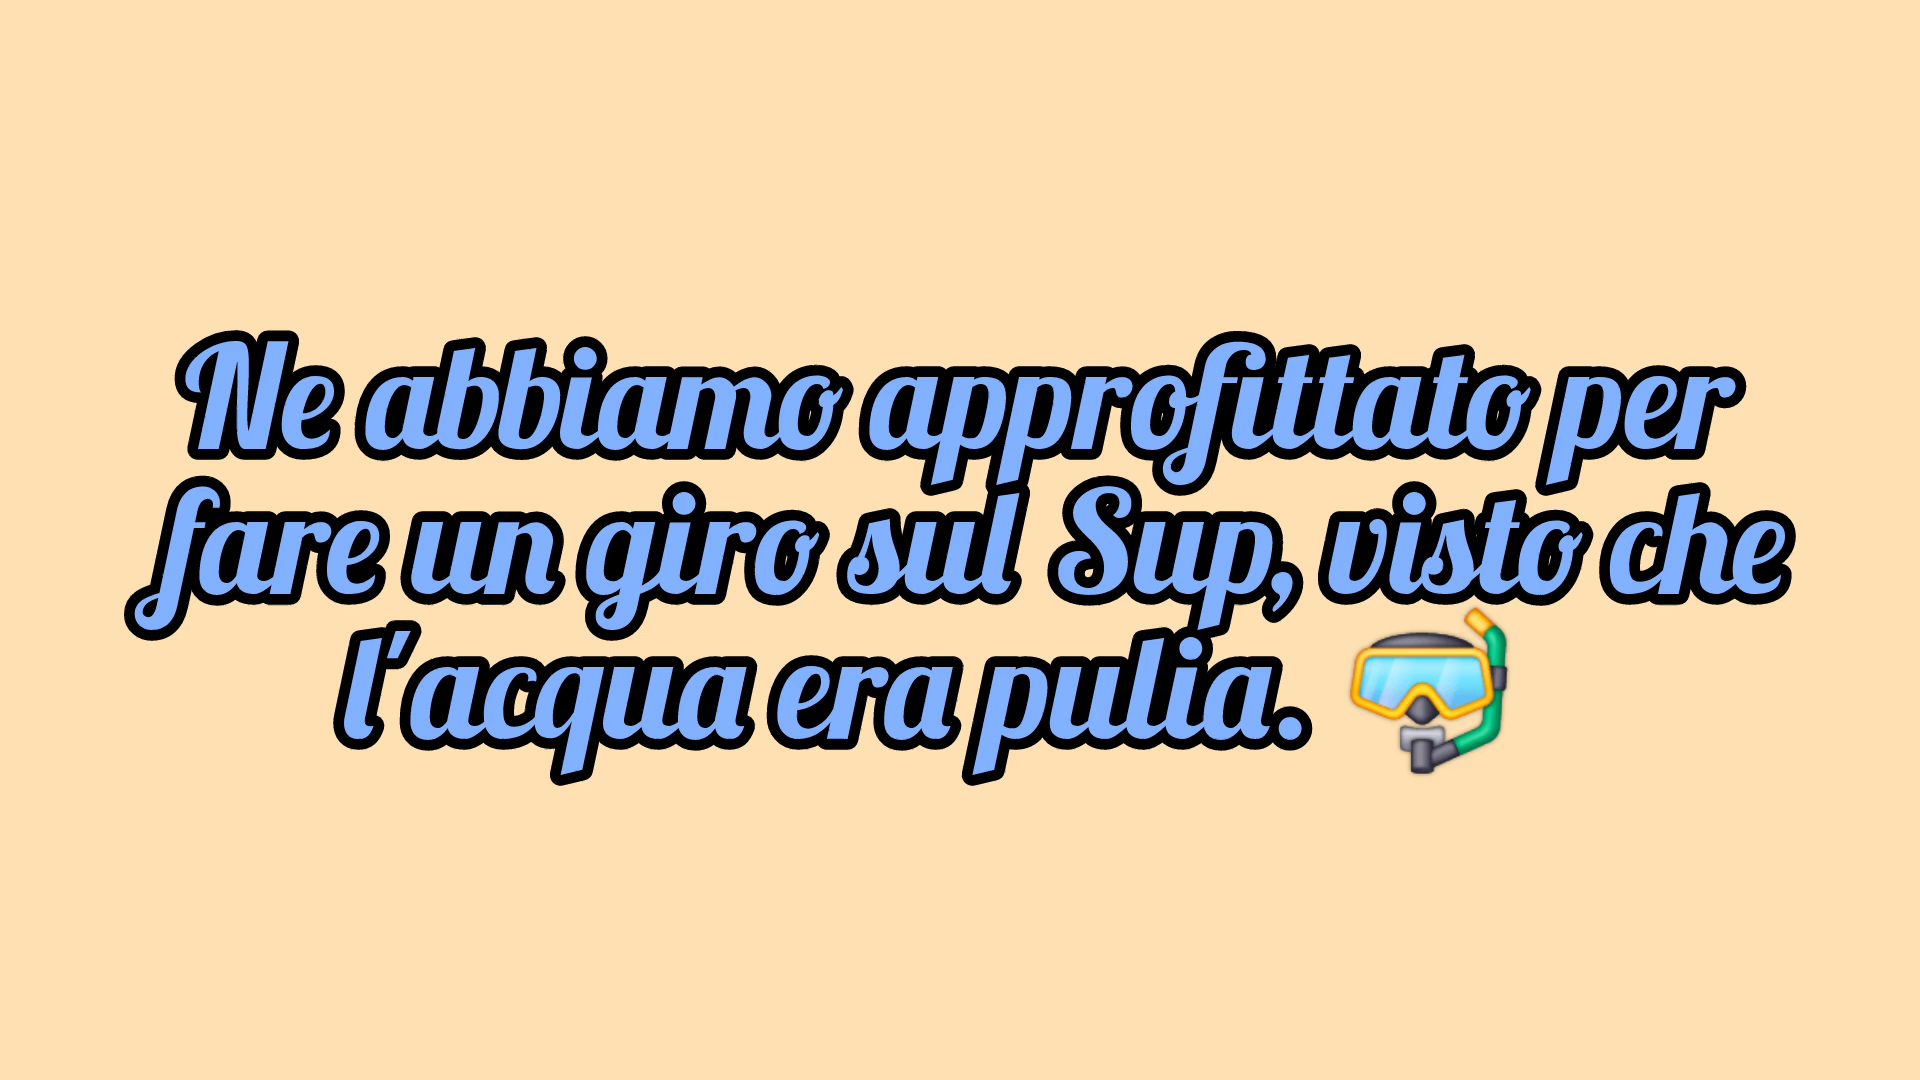 Ne abbiamo approfittato per
fare un giro sul Sup, visto che
l'acqua era pulia. 🤿